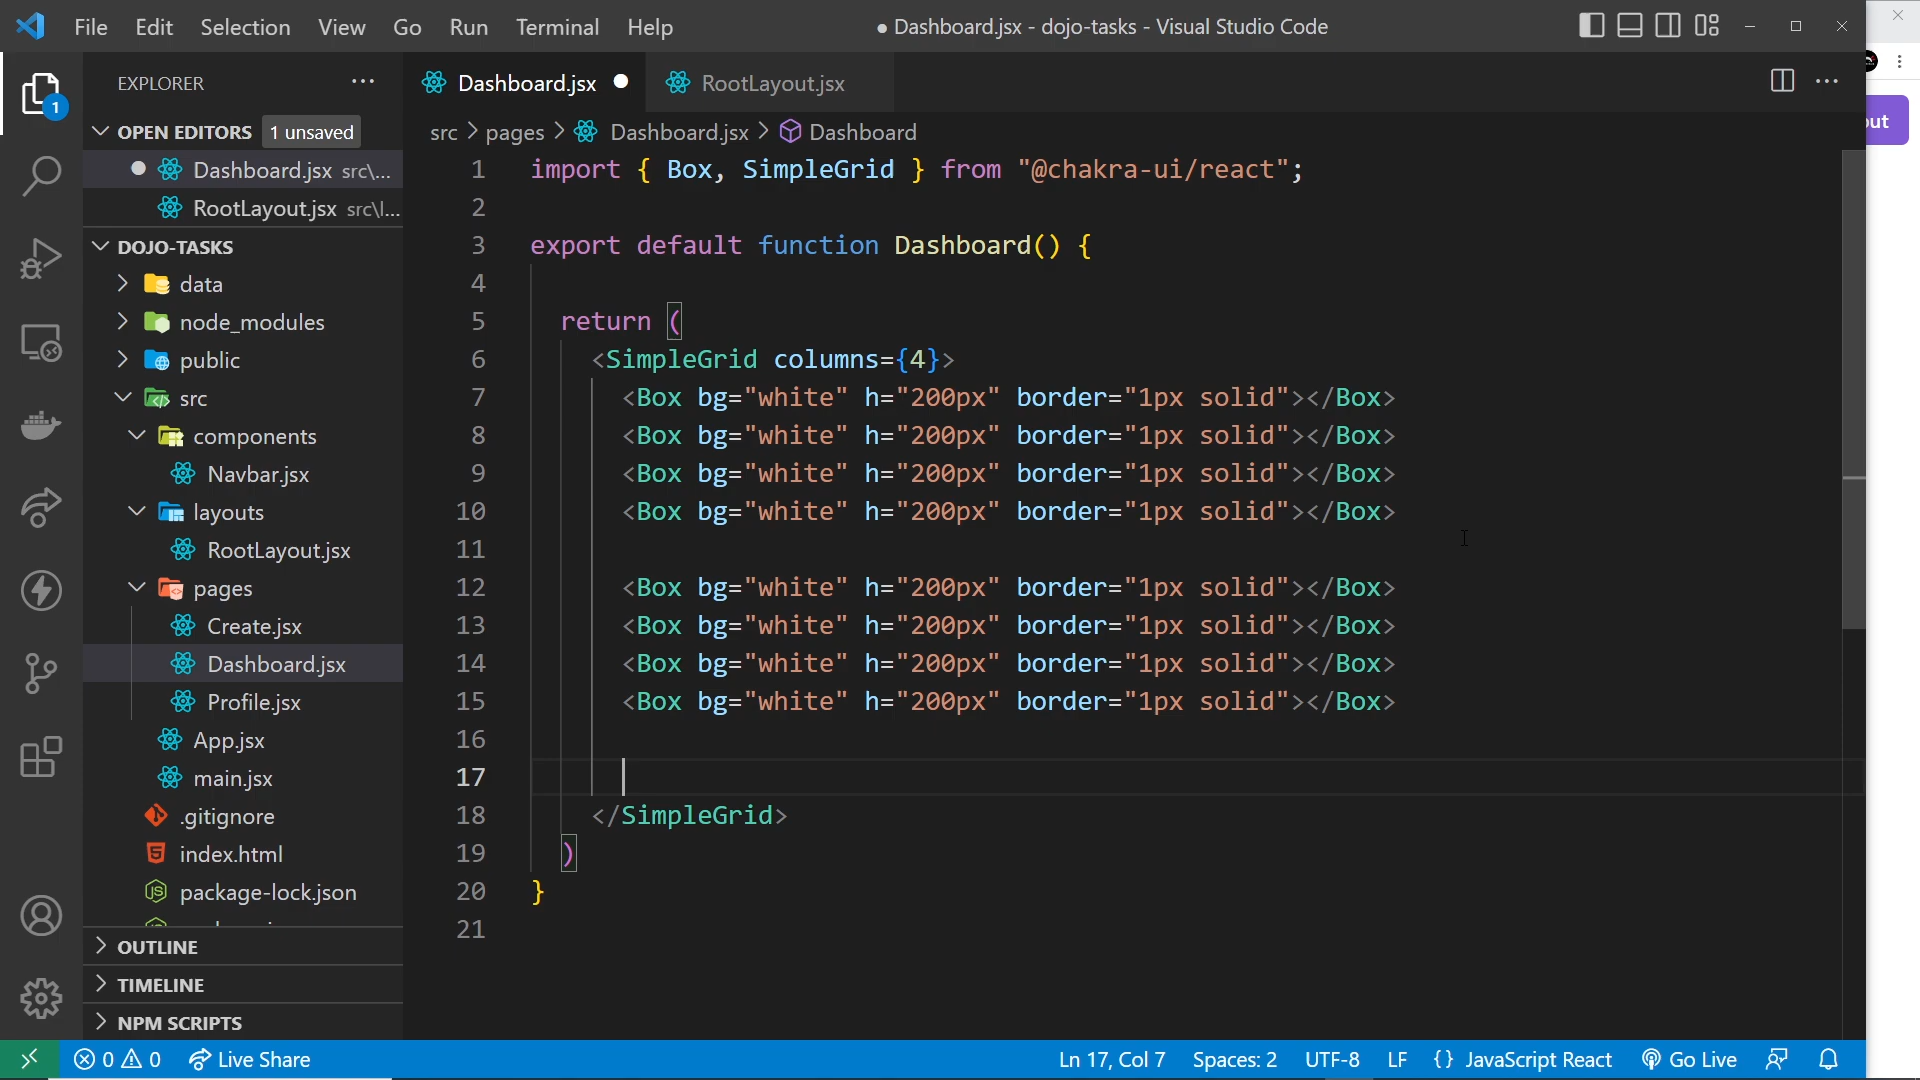 File Edit Selection View Go Run Terminal Help
● Dashboard.jsx - dojo-tasks - Visual Studio Code
EXPLORER
OPEN EDITORS 1 unsaved
Dashboard.jsx src\...
RootLayout.jsx src\l...
DOJO-TASKS
data
node_modules
public
src
components
Navbar.jsx
layouts
RootLayout.jsx
pages
Create.jsx
Dashboard.jsx
Profile.jsx
App.jsx
main.jsx
.gitignore
index.html
package-lock.json
OUTLINE
TIMELINE
NPM SCRIPTS
1
Dashboard.jsx RootLayout.jsx
src > pages > Dashboard.jsx > Dashboard
1 import { Box, SimpleGrid } from "@chakra-ui/react";
2
3 export default function Dashboard() {
4
5 return (
6 <SimpleGrid columns={4}>
7 <Box bg="white" h="200px" border="1px solid"></Box>
8 <Box bg="white" h="200px" border="1px solid"></Box>
9 <Box bg="white" h="200px" border="1px solid"></Box>
10 <Box bg="white" h="200px" border="1px solid"></Box>
11
12 <Box bg="white" h="200px" border="1px solid"></Box>
13 <Box bg="white" h="200px" border="1px solid"></Box>
14 <Box bg="white" h="200px" border="1px solid"></Box>
15 <Box bg="white" h="200px" border="1px solid"></Box>
16
17
18 </SimpleGrid>
19 )
20 }
21
out
0 0 Live Share
Ln 17, Col 7 Spaces: 2 UTF-8 LF {} JavaScript React Go Live